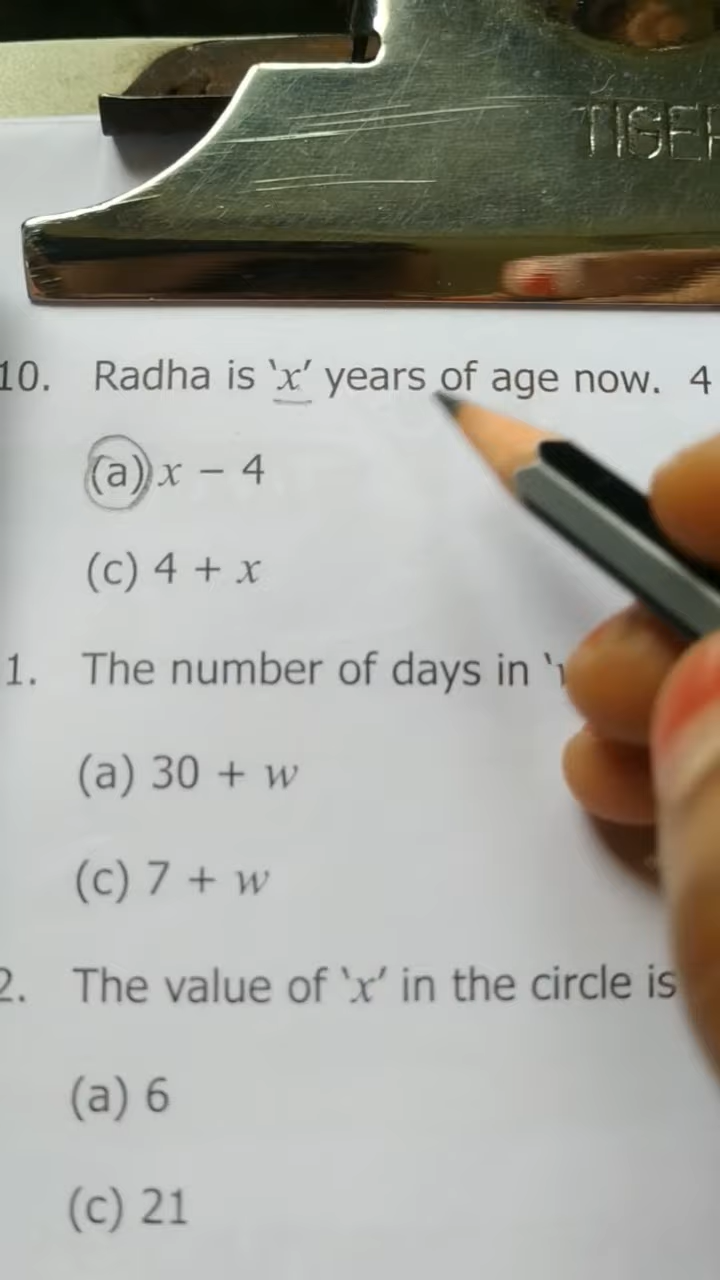 TIGER
10. Radha is ‘x’ years of age now. 4
(a) x – 4
(c) 4 + x
1. The number of days in ‘
(a) 30 + w
(c) 7 + w
2. The value of ‘x’ in the circle is
(a) 6
(c) 21